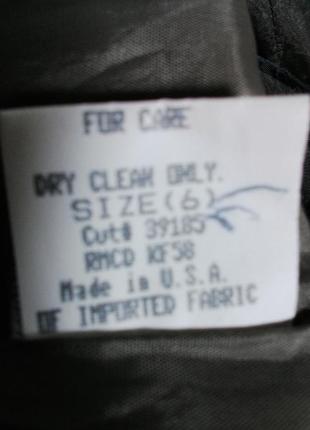 FOR CARE
DRY CLEAN ONLY.
SIZE(6)
Cut# 39185
RMCD KF58
Made in U.S.A.
OF IMPORTED FABRIC